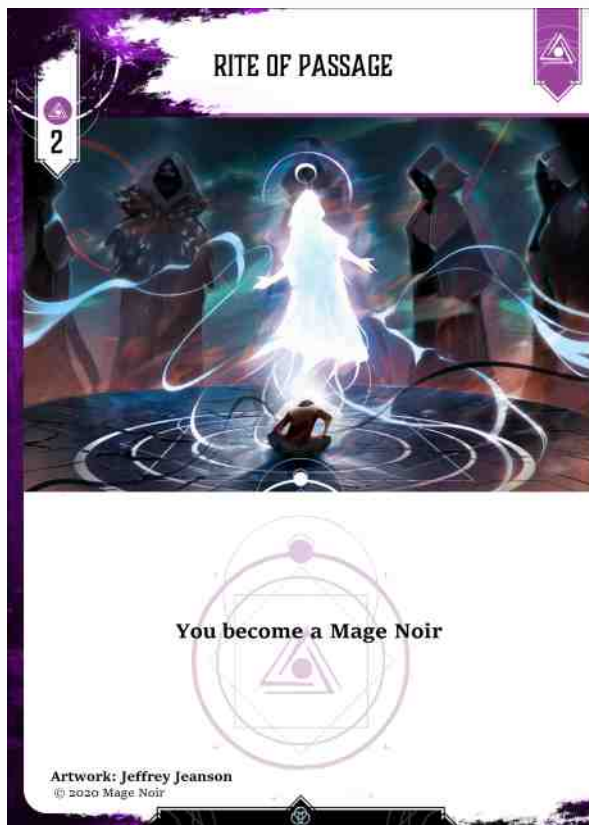 RITE OF PASSAGE
2
You become a Mage Noir
Artwork: Jeffrey Jeanson
© 2020 Mage Noir